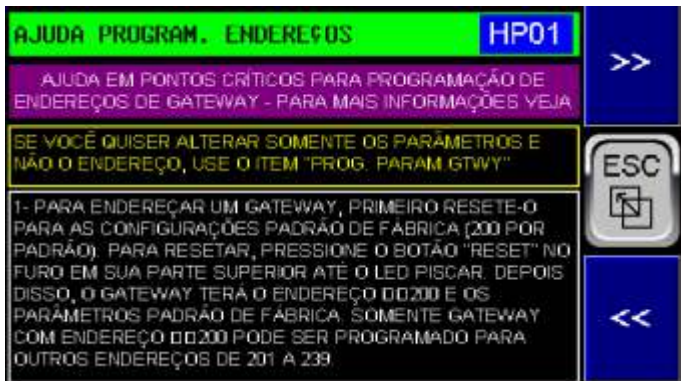 AJUDA PROGRAM. ENDEREÇOS
HP01
>>
AJUDA EM PONTOS CRÍTICOS PARA PROGRAMAÇÃO DE
ENDEREÇOS DE GATEWAY - PARA MAIS INFORMAÇÕES VEJA
SE VOCÊ QUISER ALTERAR SOMENTE OS PARÂMETROS E
NÃO O ENDEREÇO, USE O ITEM "PROG. PARAM.GTWY"
ESC
1- PARA ENDEREÇAR UM GATEWAY, PRIMEIRO RESETE-O
PARA AS CONFIGURAÇÕES PADRÃO DE FÁBRICA (200 POR
PADRÃO). PARA RESETAR, PRESSIONE O BOTÃO "RESET" NO
FURO EM SUA PARTE SUPERIOR ATÉ O LED PISCAR. DEPOIS
DISSO, O GATEWAY TERÁ O ENDEREÇO □□200 E OS
PARÂMETROS PADRÃO DE FÁBRICA. SOMENTE GATEWAY
COM ENDEREÇO □□200 PODE SER PROGRAMADO PARA
OUTROS ENDEREÇOS DE 201 A 239.
<<